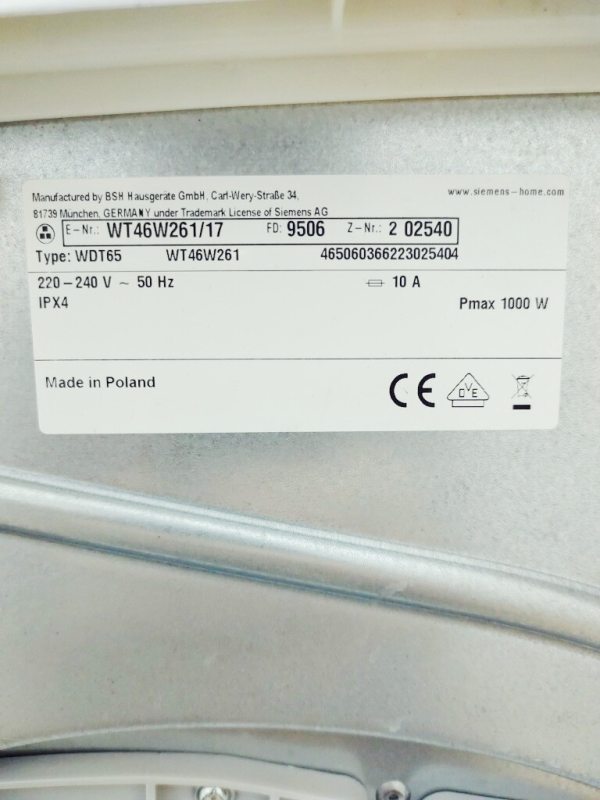 Manufactured by BSH Hausgeräte GmbH, Carl-Wery-Straße 34,
www.siemens-home.com
81739 München, GERMANY under Trademark License of Siemens AG
E-Nr.: WT46W261/17 FD: 9506 Z-Nr.: 2 02540
Type: WDT65 WT46W261 465060366223025404
220-240 V ~ 50 Hz 10 A
IPX4 Pmax 1000 W
Made in Poland CE DVE